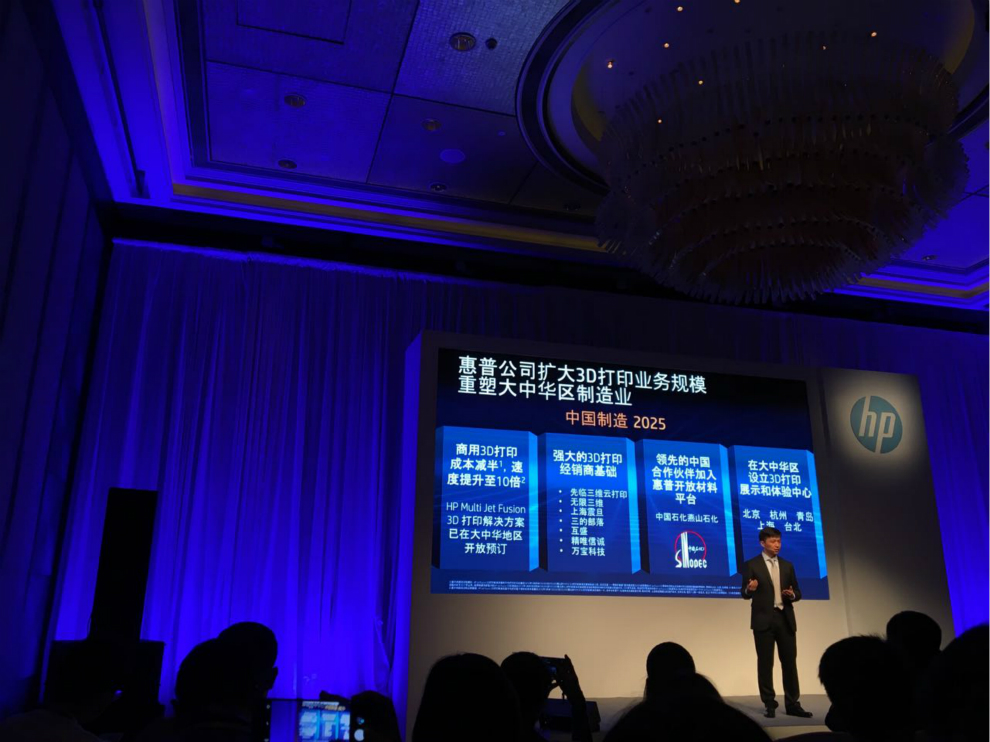 惠普公司扩大3D打印业务规模
重塑大中华区制造业
中国制造 2025
商用3D打印
成本减半1，速
度提升至10倍2
HP Multi Jet Fusion
3D 打印解决方案
已在大中华地区
开放预订
强大的3D打印
经销商基础
• 先临三维云打印
• 无限三维
• 上海震旦
• 三的部落
• 互盛
• 精唯信诚
• 万宝科技
领先的中国
合作伙伴加入
惠普开放材料
平台
中国石化燕山石化
SINOPEC
在大中华区
设立3D打印
展示和体验中心
北京 杭州 青岛
上海 台北
hp